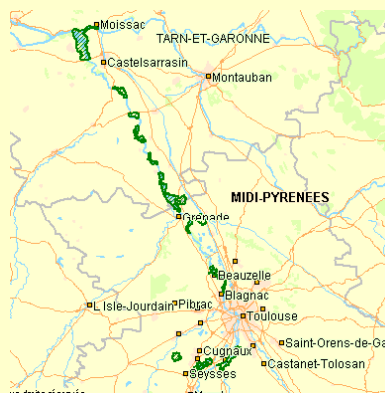 Moissac
TARN-ET-GARONNE
Castelsarrasin
Montauban
MIDI-PYRENEES
Grenade
Beauzelle
Blagnac
L Isle-Jourdain
Pibrac
Toulouse
Saint-Orens-de-Ga
Cugnaux
Castanet-Tolosan
Seysses